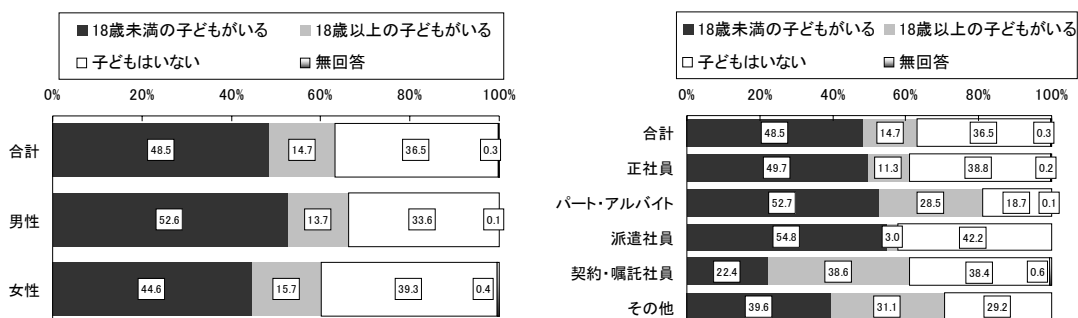 ■18歳未満の子どもがいる ■18歳以上の子どもがいる
□子どもはいない ■無回答
0% 20% 40% 60% 80% 100%
合計 48.5 14.7 36.5 0.3
男性 52.6 13.7 33.6 0.1
女性 44.6 15.7 39.3 0.4
■18歳未満の子どもがいる ■18歳以上の子どもがいる
□子どもはいない ■無回答
0% 20% 40% 60% 80% 100%
合計 48.5 14.7 36.5 0.3
正社員 49.7 11.3 38.8 0.2
パート・アルバイト 52.7 28.5 18.7 0.1
派遣社員 54.8 3.0 42.2
契約・嘱託社員 22.4 38.6 38.4 0.6
その他 39.6 31.1 29.2